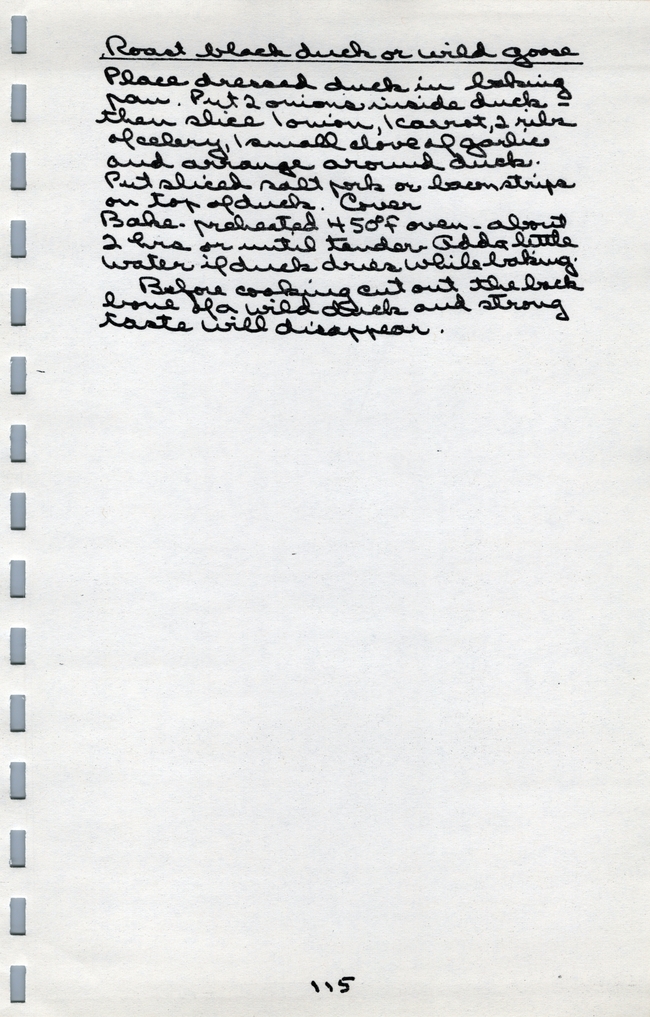 Roast black duck or wild goose
Place dressed duck in baking
pan. Put 2 onions inside duck -
then slice 1 onion, 1 carrot, 2 ribs
of celery, 1 small clove of garlic
and arrange around duck.
Put sliced salt pork or bacon strips
on top of duck. Cover
Bake. preheated 450°F oven - about
2 hrs or until tender Add a little
water if duck dries while baking.
Before cooking cut out the back
bone of a wild duck and strong
taste will disappear.
115